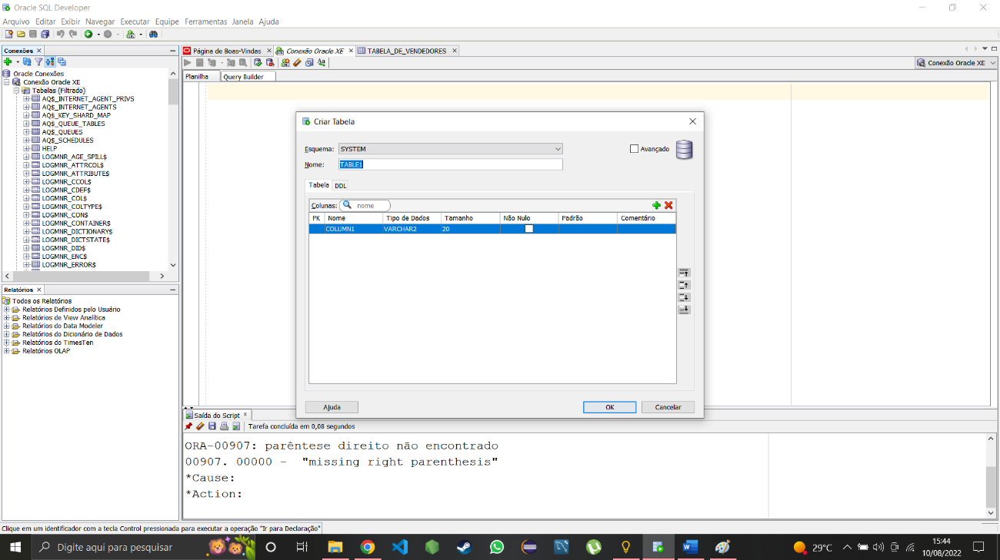 Oracle SQL Developer
Arquivo Editar Exibir Navegar Executar Equipe Ferramentas Janela Ajuda
Conexões
Página de Boas-Vindas Conexão Oracle XE TABELA_DE_VENDEDORES
Conexão Oracle XE
Planilha Query Builder
Oracle Conexões
Conexão Oracle XE
Tabelas (Filtrado)
AQ$_INTERNET_AGENT_PRIVS
AQ$_INTERNET_AGENTS
AQ$_KEY_SHARD_MAP
AQ$_QUEUE_TABLES
AQ$_QUEUES
AQ$_SCHEDULES
HELP
LOGMNR_AGE_SPILL$
LOGMNR_ATTRCOL$
LOGMNR_ATTRIBUTE$
LOGMNR_CCOL$
LOGMNR_CDEF$
LOGMNR_COL$
LOGMNR_COLTYPE$
LOGMNR_CON$
LOGMNR_CONTAINER$
LOGMNR_DICTIONARY$
LOGMNR_DICTSTATE$
LOGMNR_DID$
LOGMNR_ENC$
LOGMNR_ERROR$
Relatórios
Todos os Relatórios
Relatórios Definidos pelo Usuário
Relatórios de View Analítica
Relatórios do Data Modeler
Relatórios do Dicionário de Dados
Relatórios do TimesTen
Relatórios OLAP
Criar Tabela
Esquema: SYSTEM
Avançado
Nome: TABLE1
Tabela DDL
Colunas: nome
PK Nome Tipo de Dados Tamanho Não Nulo Padrão Comentário
COLUMN1 VARCHAR2 20
Ajuda OK Cancelar
Saída do Script
Tarefa concluída em 0,08 segundos
ORA-00907: parêntese direito não encontrado
00907. 00000 - "missing right parenthesis"
*Cause:
*Action:
Clique em um identificador com a tecla Control pressionada para executar a operação "Ir para Declaração"
Digite aqui para pesquisar
29°C
15:44
10/08/2022